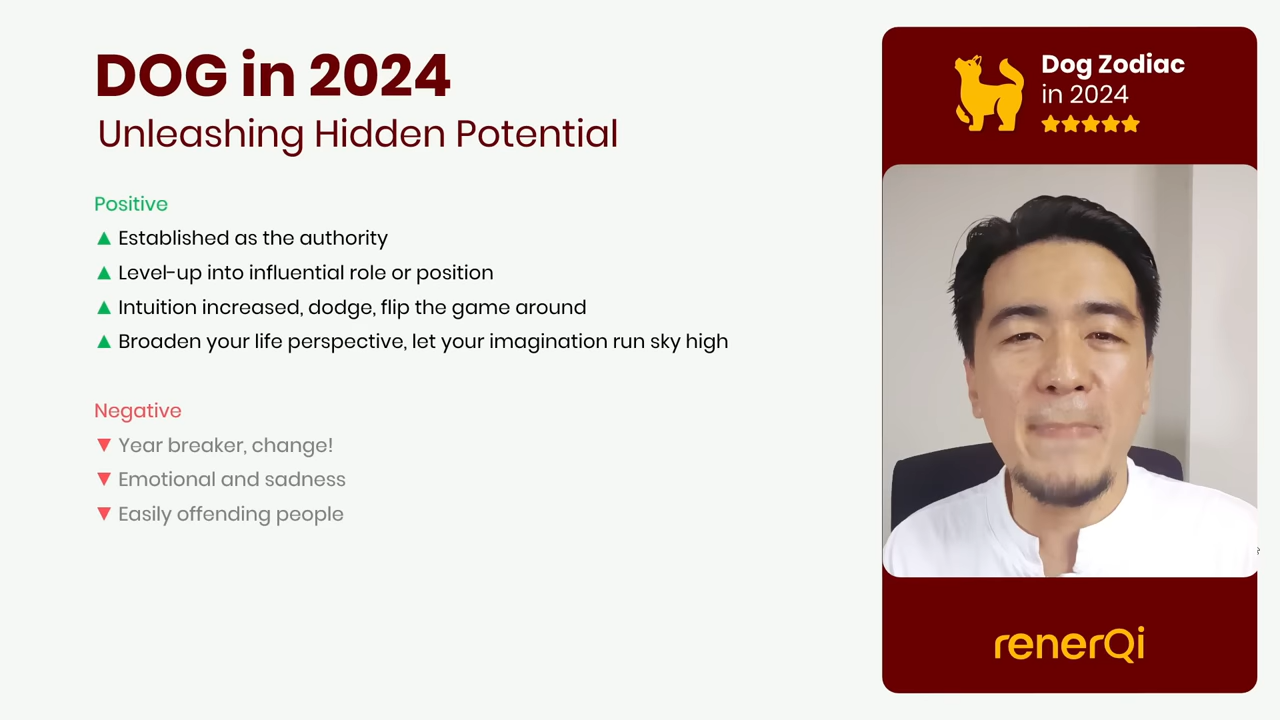 DOG in 2024
Unleashing Hidden Potential
Positive
▲ Established as the authority
▲ Level-up into influential role or position
▲ Intuition increased, dodge, flip the game around
▲ Broaden your life perspective, let your imagination run sky high
Negative
▼ Year breaker, change!
▼ Emotional and sadness
▼ Easily offending people
Dog Zodiac
in 2024
★★★★★
renerQi